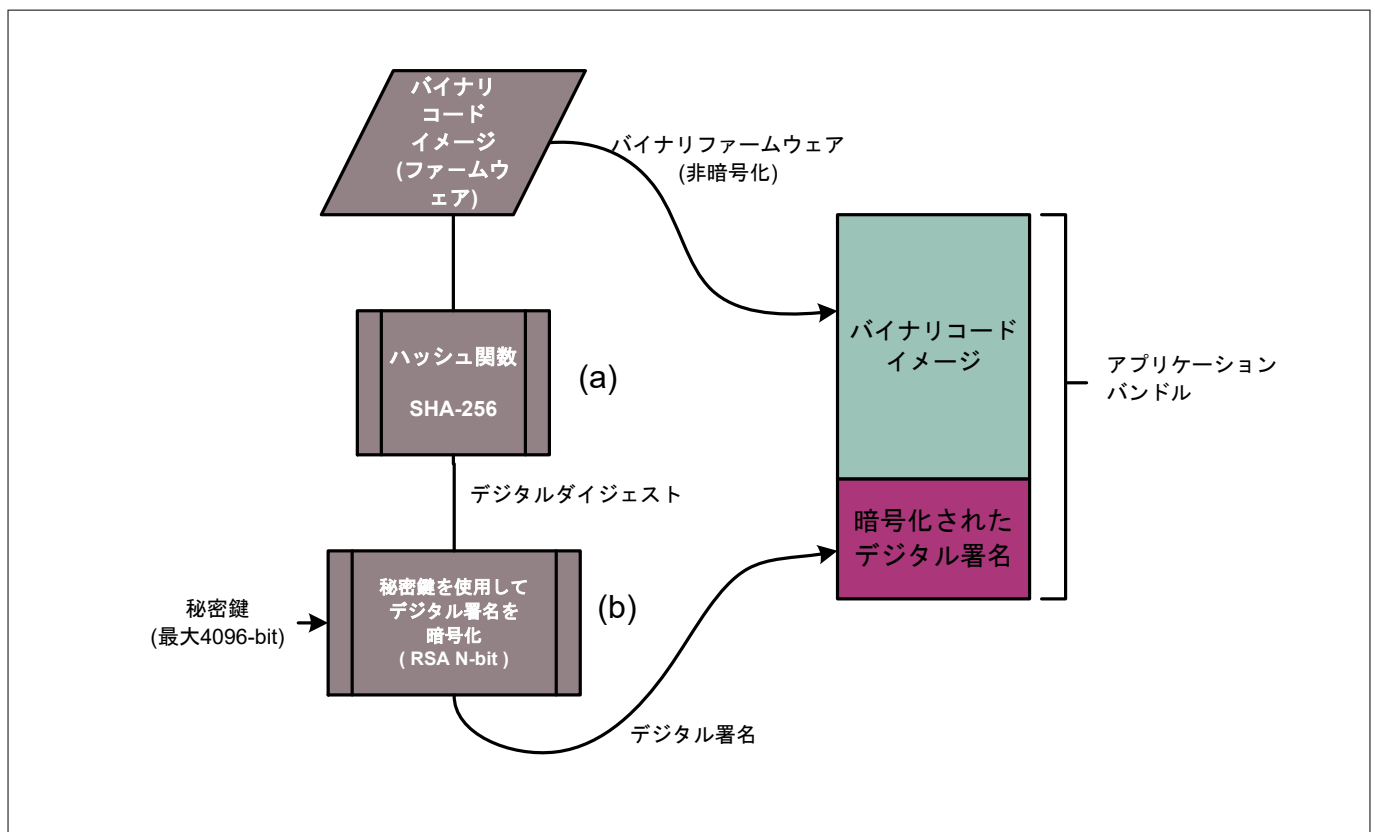 バイナリ
コード
イメージ
(ファームウ
ェア)
バイナリファームウェア
(非暗号化)
ハッシュ関数
SHA-256
(a)
デジタルダイジェスト
秘密鍵
(最大4096-bit)
秘密鍵を使用して
デジタル署名を
暗号化
( RSA N-bit )
(b)
デジタル署名
バイナリコード
イメージ
暗号化された
デジタル署名
アプリケーション
バンドル